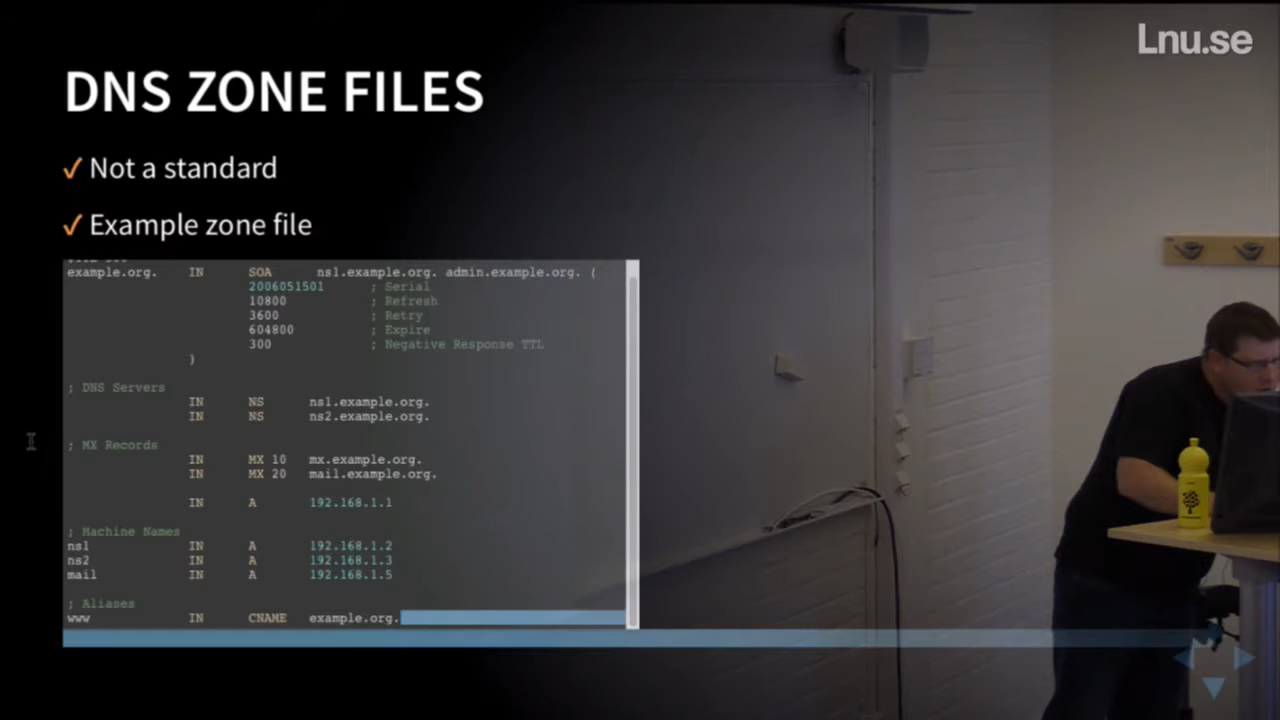 Lnu.se
DNS ZONE FILES
✓ Not a standard
✓ Example zone file
example.org. IN SOA ns1.example.org. admin.example.org. (
2006051501 ; Serial
10800 ; Refresh
3600 ; Retry
604800 ; Expire
300 ; Negative Response TTL
)
; DNS Servers
IN NS ns1.example.org.
IN NS ns2.example.org.
; MX Records
IN MX 10 mx.example.org.
IN MX 20 mail.example.org.
IN A 192.168.1.1
; Machine Names
ns1 IN A 192.168.1.2
ns2 IN A 192.168.1.3
mail IN A 192.168.1.5
; Aliases
www IN CNAME example.org.